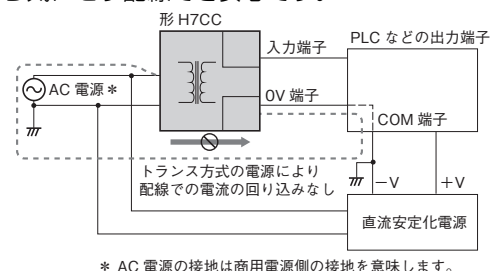 形 H7CC
PLC などの出力端子
入力端子
AC 電源＊
0V 端子
COM 端子
トランス方式の電源により
配線での電流の回り込みなし
−V
＋V
直流安定化電源
＊ AC 電源の接地は商用電源側の接地を意味します。